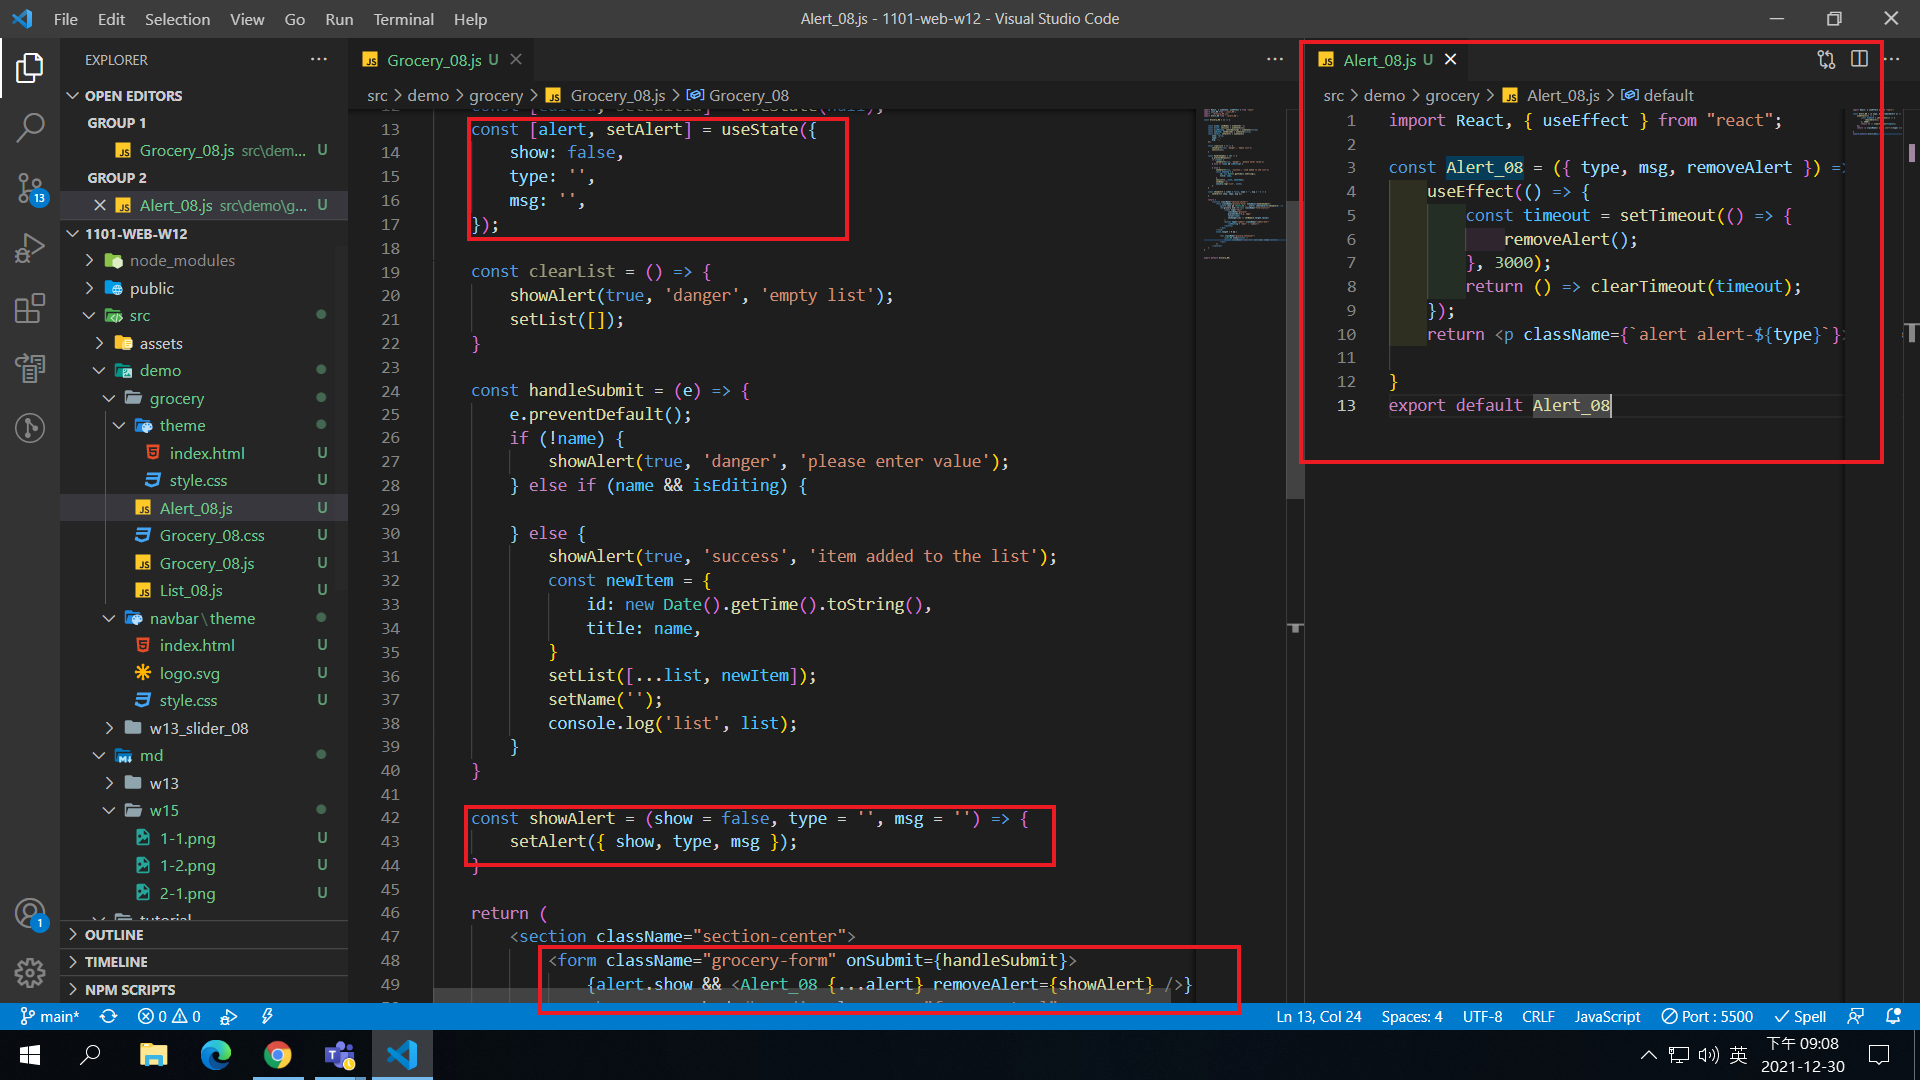 File Edit Selection View Go Run Terminal Help
Alert_08.js - 1101-web-w12 - Visual Studio Code
EXPLORER
OPEN EDITORS
GROUP 1
Grocery_08.js src\dem... U
GROUP 2
Alert_08.js src\demo\g... U
1101-WEB-W12
node_modules
public
src
assets
demo
grocery
theme
index.html U
style.css U
Alert_08.js U
Grocery_08.css U
Grocery_08.js U
List_08.js U
navbar\theme
index.html U
logo.svg U
style.css U
w13_slider_08
md
w13
w15
1-1.png U
1-2.png U
2-1.png U
tutorial
OUTLINE
TIMELINE
NPM SCRIPTS
13
1
Grocery_08.js U
src > demo > grocery > Grocery_08.js > Grocery_08
13 const [alert, setAlert] = useState({
14 show: false,
15 type: '',
16 msg: '',
17 });
18
19 const clearList = () => {
20 showAlert(true, 'danger', 'empty list');
21 setList([]);
22 }
23
24 const handleSubmit = (e) => {
25 e.preventDefault();
26 if (!name) {
27 showAlert(true, 'danger', 'please enter value');
28 } else if (name && isEditing) {
29
30 } else {
31 showAlert(true, 'success', 'item added to the list');
32 const newItem = {
33 id: new Date().getTime().toString(),
34 title: name,
35 }
36 setList([...list, newItem]);
37 setName('');
38 console.log('list', list);
39 }
40 }
41
42 const showAlert = (show = false, type = '', msg = '') => {
43 setAlert({ show, type, msg });
44 }
45
46 return (
47 <section className="section-center">
48 <form className="grocery-form" onSubmit={handleSubmit}>
49 {alert.show && <Alert_08 {...alert} removeAlert={showAlert} />}
Alert_08.js U
src > demo > grocery > Alert_08.js > default
1 import React, { useEffect } from "react";
2
3 const Alert_08 = ({ type, msg, removeAlert }) =>
4 useEffect(() => {
5 const timeout = setTimeout(() => {
6 removeAlert();
7 }, 3000);
8 return () => clearTimeout(timeout);
9 });
10 return <p className={`alert alert-${type}`}>
11
12 }
13 export default Alert_08
main* 0 0
Ln 13, Col 24 Spaces: 4 UTF-8 CRLF JavaScript Port : 5500 Spell
英
下午 09:08
2021-12-30